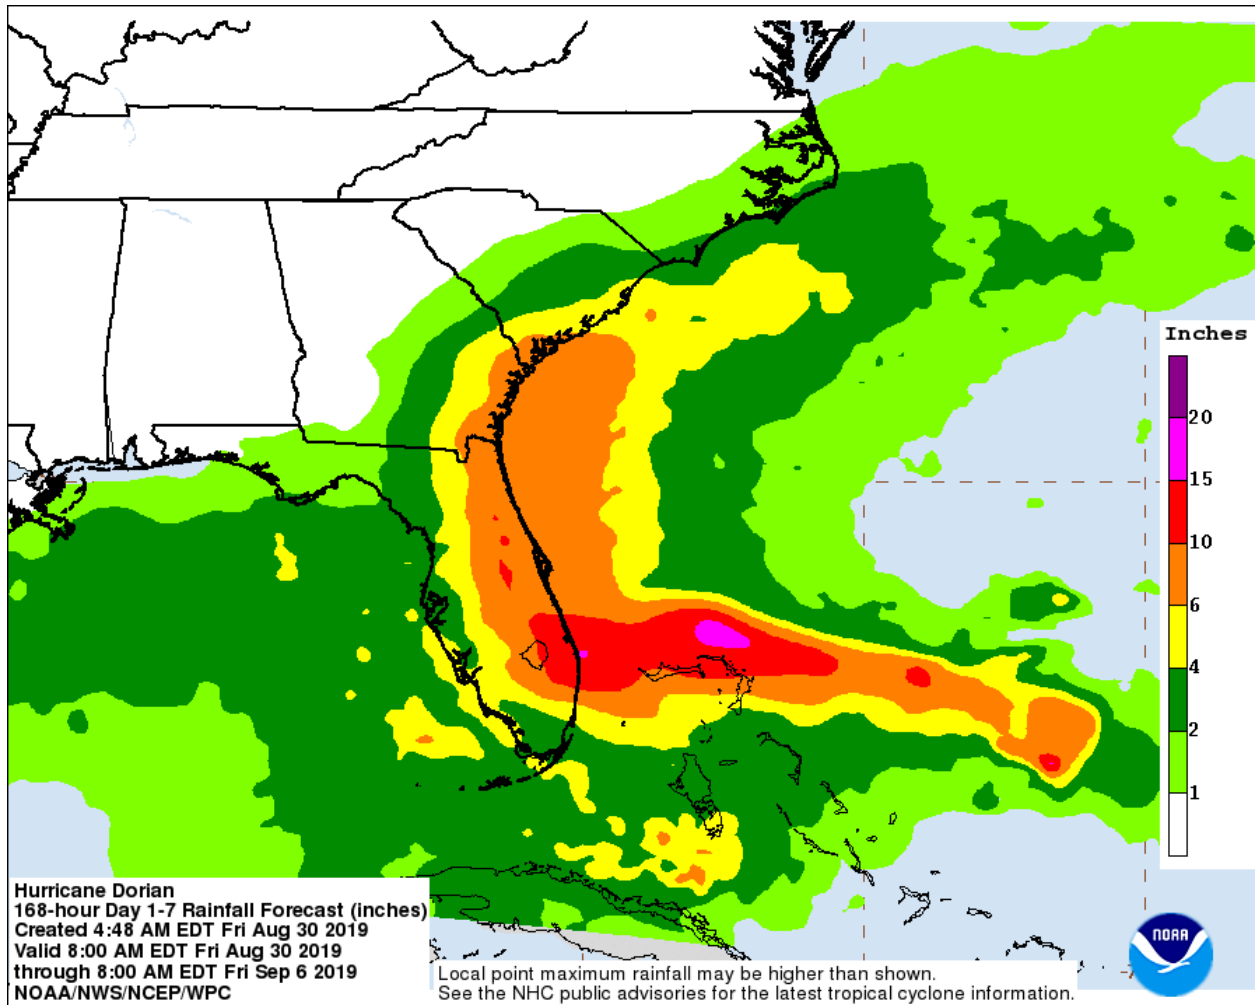 Inches
20
15
10
6
4
2
1
Hurricane Dorian
168-hour Day 1-7 Rainfall Forecast (inches)
Created 4:48 AM EDT Fri Aug 30 2019
Valid 8:00 AM EDT Fri Aug 30 2019
through 8:00 AM EDT Fri Sep 6 2019
NOAA/NWS/NCEP/WPC
Local point maximum rainfall may be higher than shown.
See the NHC public advisories for the latest tropical cyclone information.
NOAA